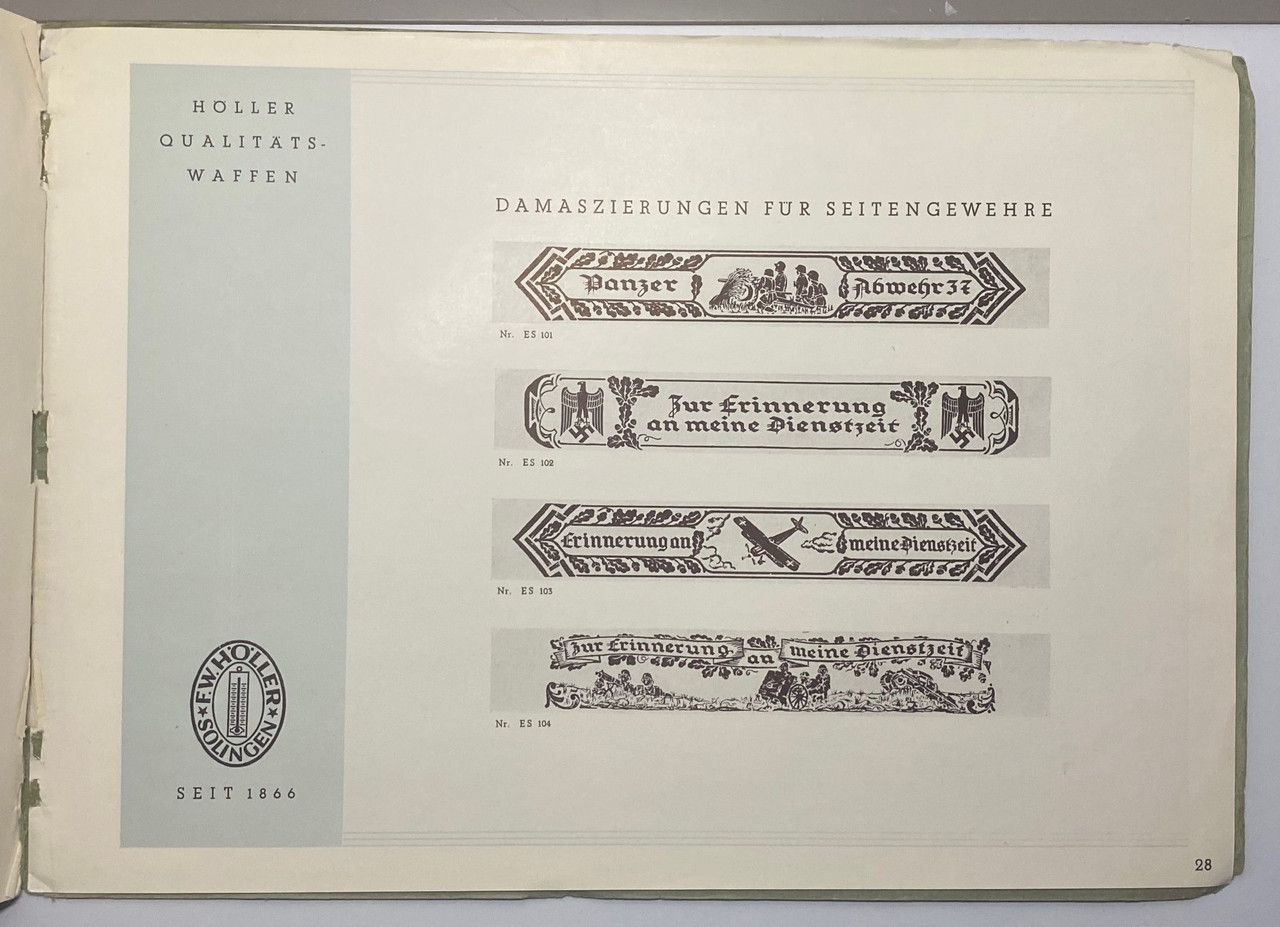 HÖLLER
QUALITÄTS-
WAFFEN
DAMASZIERUNGEN FÜR SEITENGEWEHRE
Panzer Abwehr 37
Nr. ES 101
Zur Erinnerung
an meine Dienstzeit
Nr. ES 102
Erinnerung an meine Dienstzeit
Nr. ES 103
Zur Erinnerung an meine Dienstzeit
Nr. ES 104
F.W.HÖLLER
SOLINGEN
SEIT 1866
28